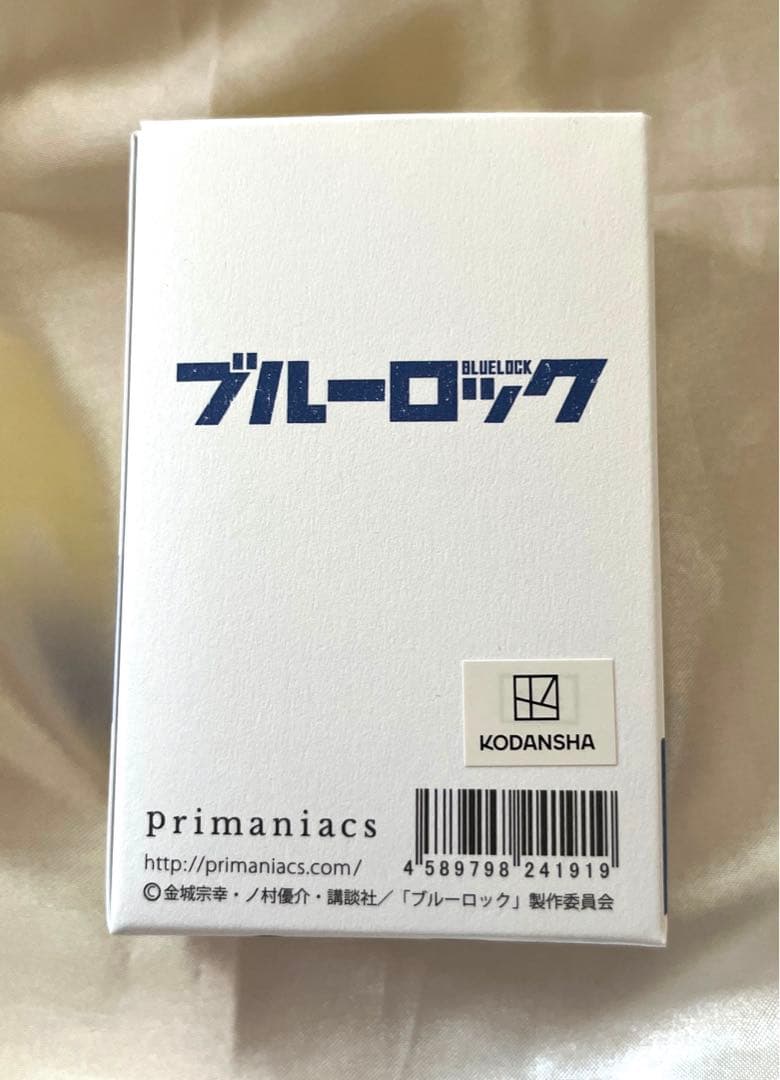 BLUELOCK
ブルーロック
KODANSHA
primaniacs
http://primaniacs.com/
4 589798 241919
©金城宗幸・ノ村優介・講談社／「ブルーロック」製作委員会